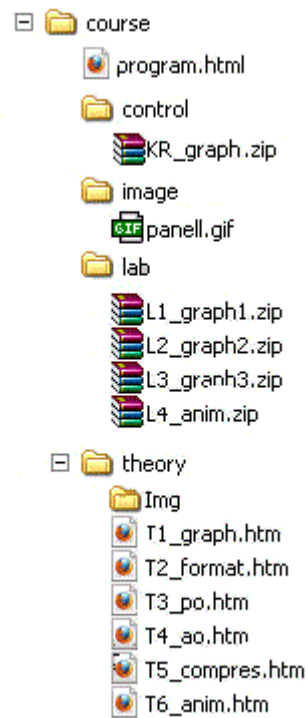 course
program.html
control
KR_graph.zip
image
GIF panell.gif
lab
L1_graph1.zip
L2_graph2.zip
L3_granh3.zip
L4_anim.zip
theory
Img
T1_graph.htm
T2_format.htm
T3_po.htm
T4_ao.htm
T5_compres.htm
T6_anim.htm